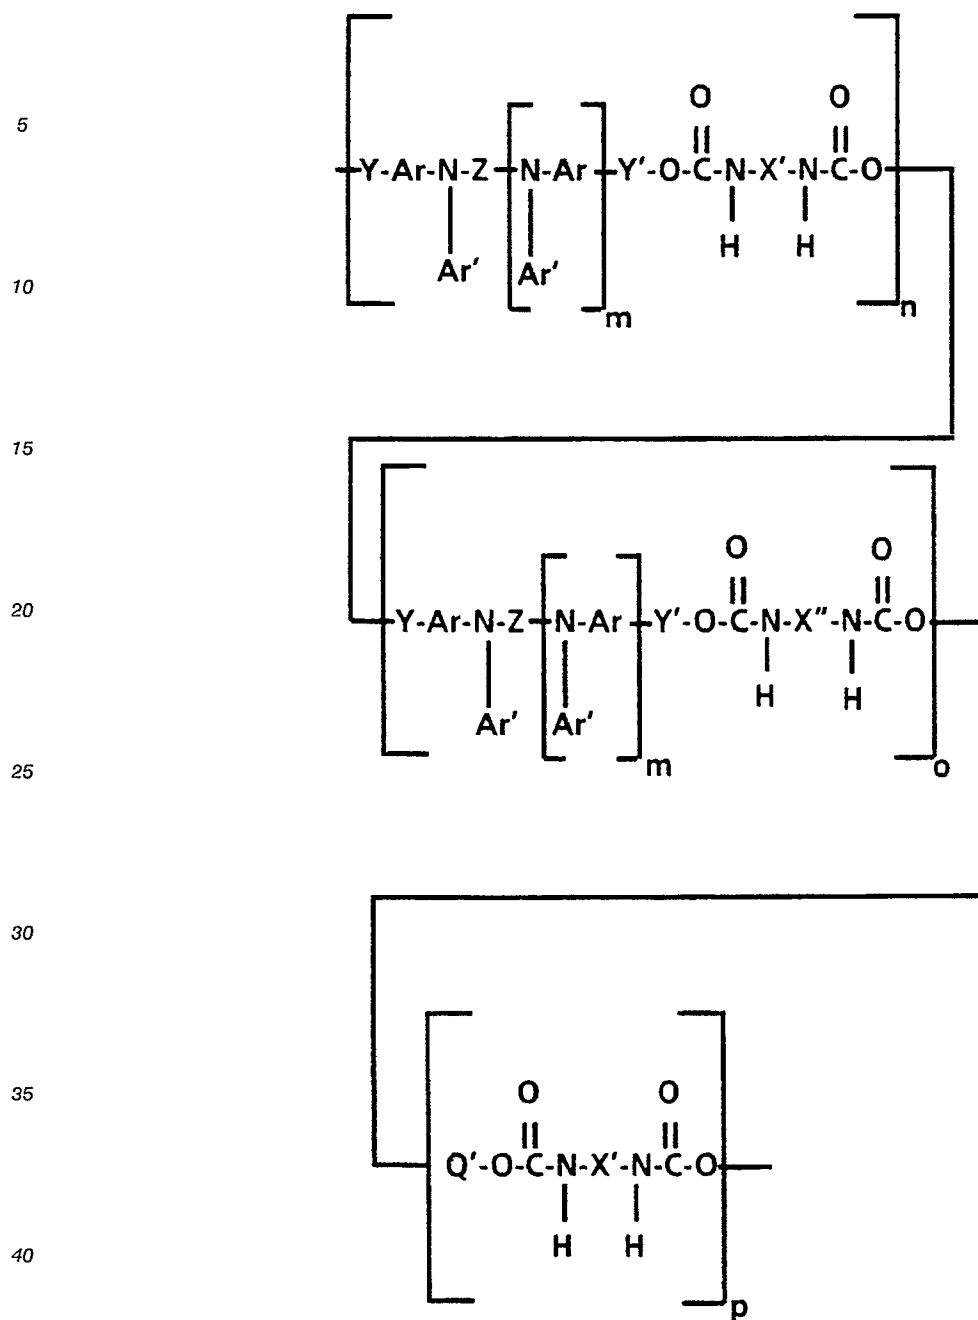 O O
5
|| ||
Y-Ar-N-Z-N-Ar-Y'-O-C-N-X'-N-C-O
H H
Ar' Ar'
10
m n
15
O O
|| ||
20
Y-Ar-N-Z-N-Ar-Y'-O-C-N-X"-N-C-O
H H
Ar' Ar'
25
m o
30
35
O O
|| ||
Q'-O-C-N-X'-N-C-O
H H
40
p